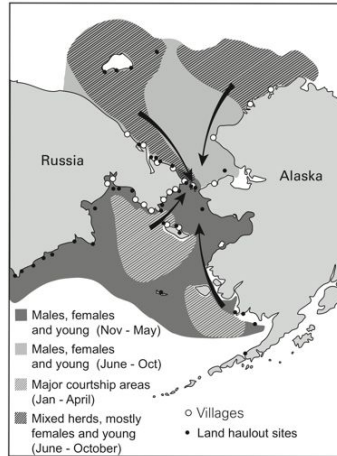 Russia
Alaska
Males, females
and young (Nov - May)
Males, females
and young (June - Oct)
Major courtship areas
(Jan - April)
Mixed herds, mostly
females and young
(June - October)
Villages
Land haulout sites